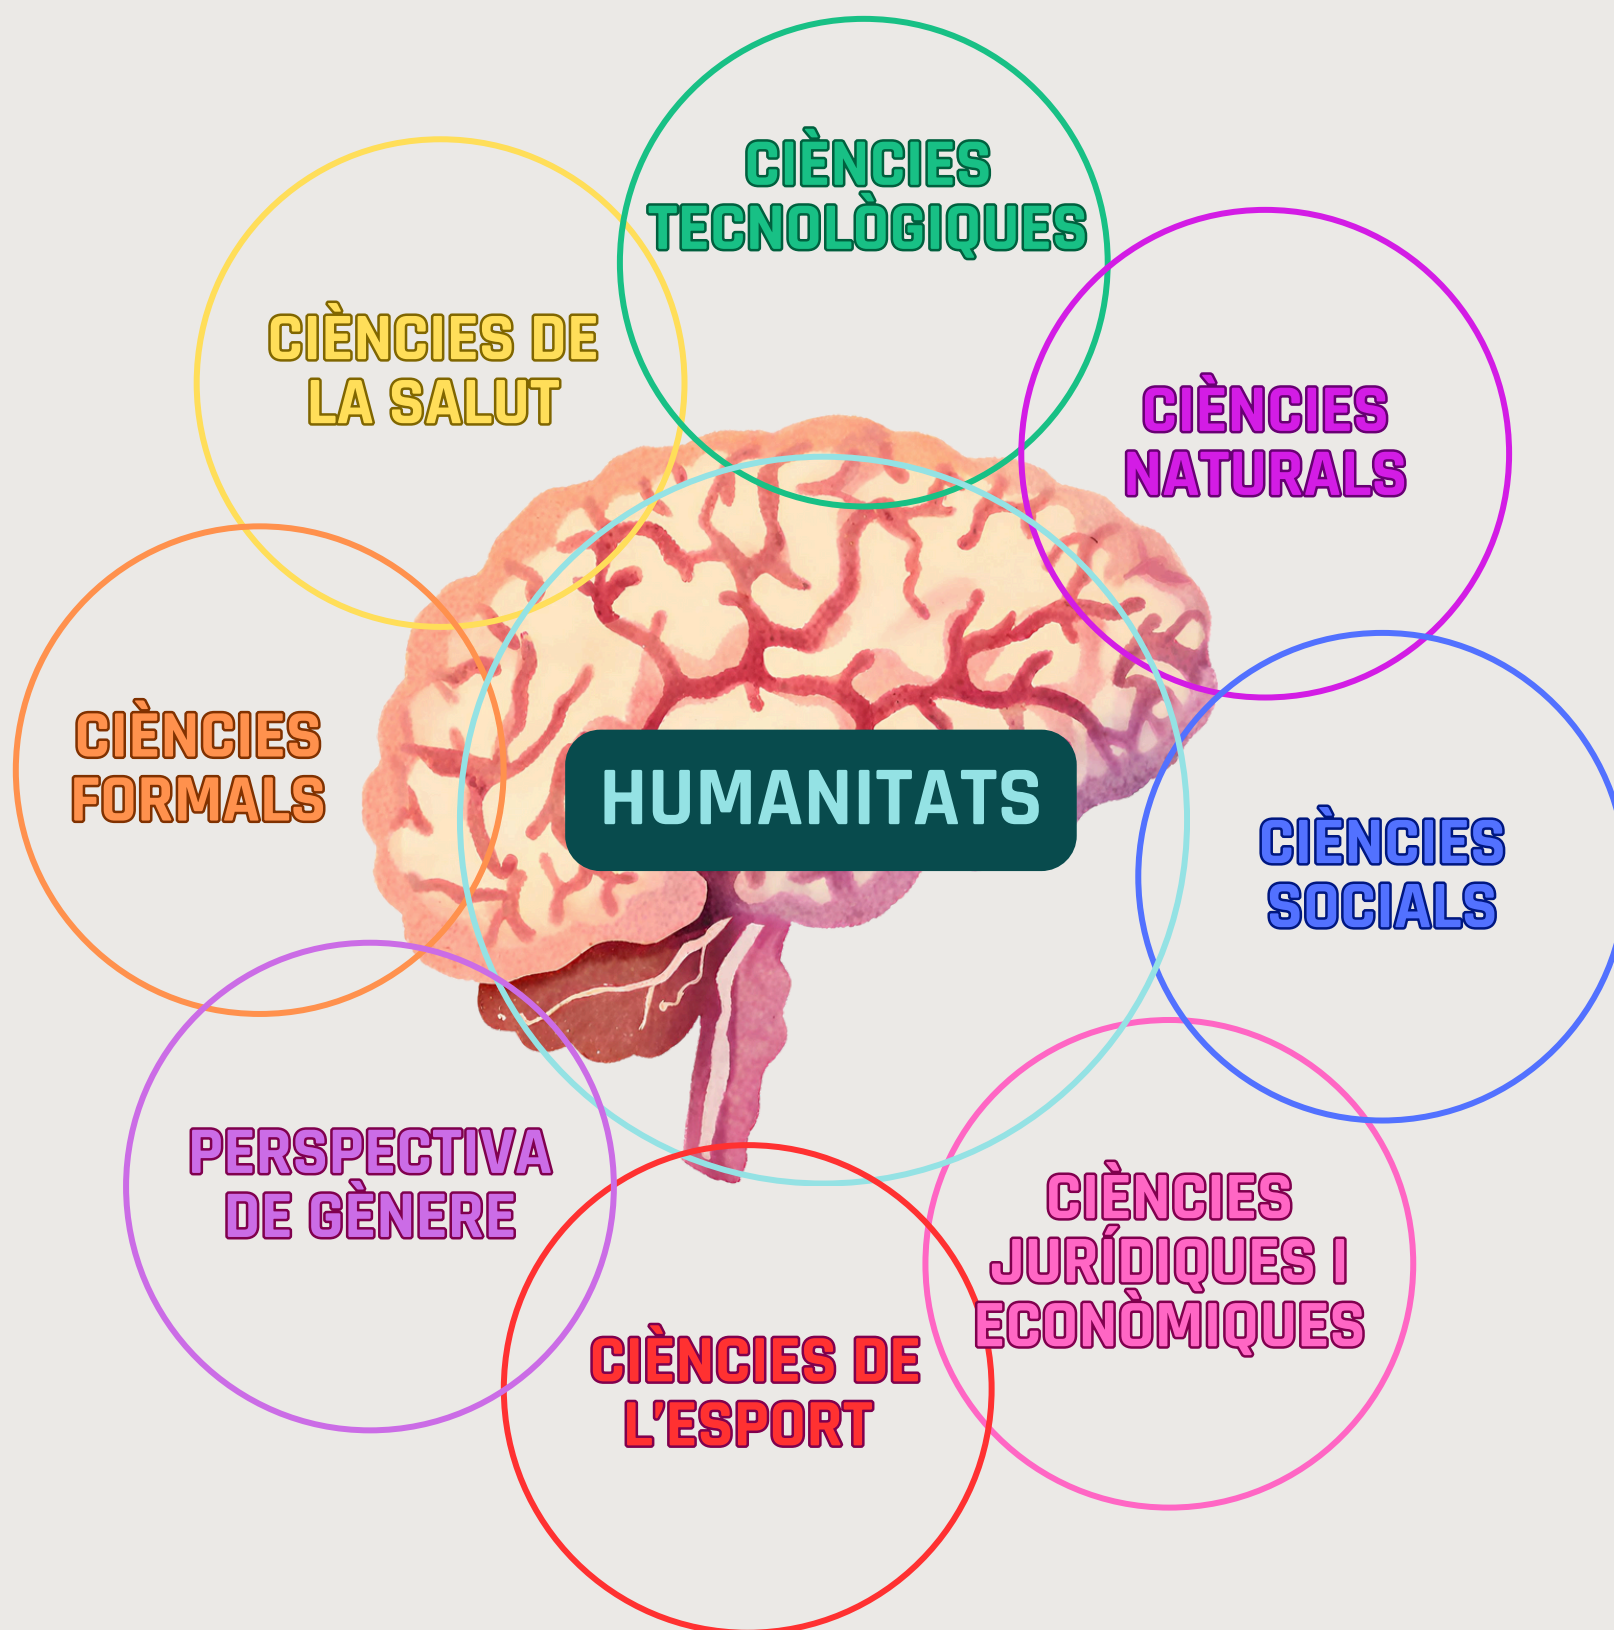 CIÈNCIES
TECNOLÒGIQUES
CIÈNCIES DE
LA SALUT
CIÈNCIES
NATURALS
CIÈNCIES
FORMALS
HUMANITATS
CIÈNCIES
SOCIALS
PERSPECTIVA
DE GÈNERE
CIÈNCIES
JURÍDIQUES I
ECONÒMIQUES
CIÈNCIES DE
L'ESPORT